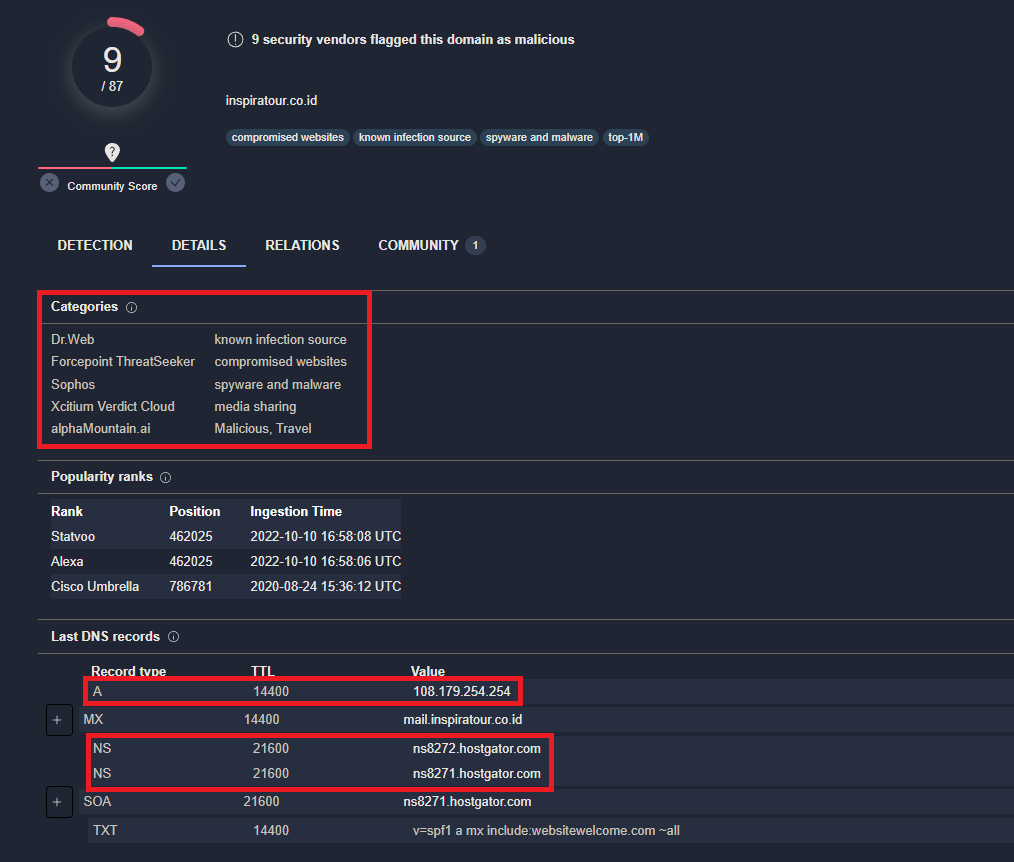 9
/ 87
9 security vendors flagged this domain as malicious
inspiratour.co.id
compromised websites known infection source spyware and malware top-1M
?
Community Score
DETECTION DETAILS RELATIONS COMMUNITY 1
Categories
Dr.Web known infection source
Forcepoint ThreatSeeker compromised websites
Sophos spyware and malware
Xcitium Verdict Cloud media sharing
alphaMountain.ai Malicious, Travel
Popularity ranks
Rank Position Ingestion Time
Statvoo 462025 2022-10-10 16:58:08 UTC
Alexa 462025 2022-10-10 16:58:06 UTC
Cisco Umbrella 786781 2020-08-24 15:36:12 UTC
Last DNS records
Record type TTL Value
A 14400 108.179.254.254
+ MX 14400 mail.inspiratour.co.id
NS 21600 ns8272.hostgator.com
NS 21600 ns8271.hostgator.com
+ SOA 21600 ns8271.hostgator.com
TXT 14400 v=spf1 a mx include:websitewelcome.com ~all